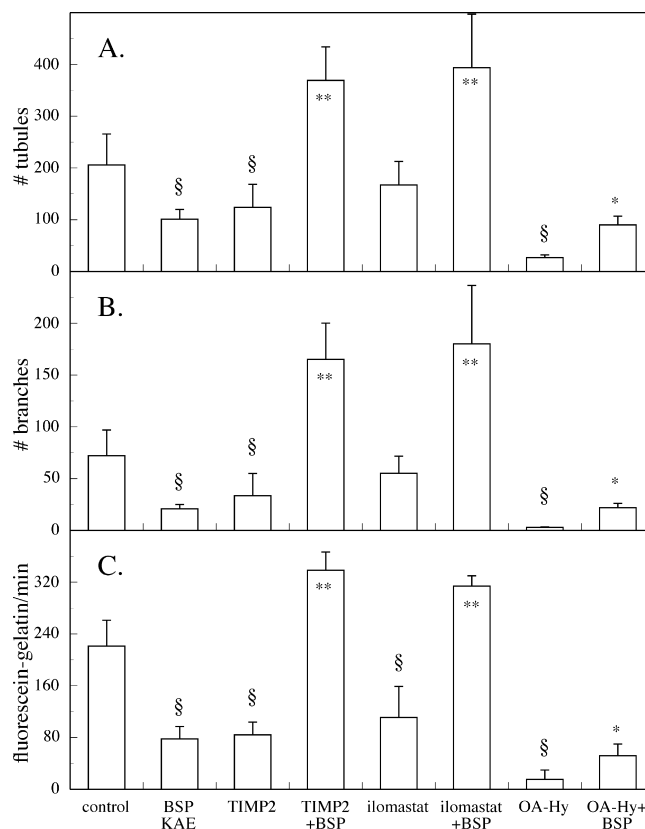 A.
# tubules
400
300
200
100
0
§
§
**
**
§
*
B.
# branches
200
150
100
50
0
§
§
**
**
§
*
C.
fluorescein-gelatin/min
320
240
160
80
0
§
§
**
§
**
§
*
control
BSP
KAE
TIMP2
TIMP2
+BSP
ilomastat
ilomastat
+BSP
OA-Hy
OA-Hy+
BSP